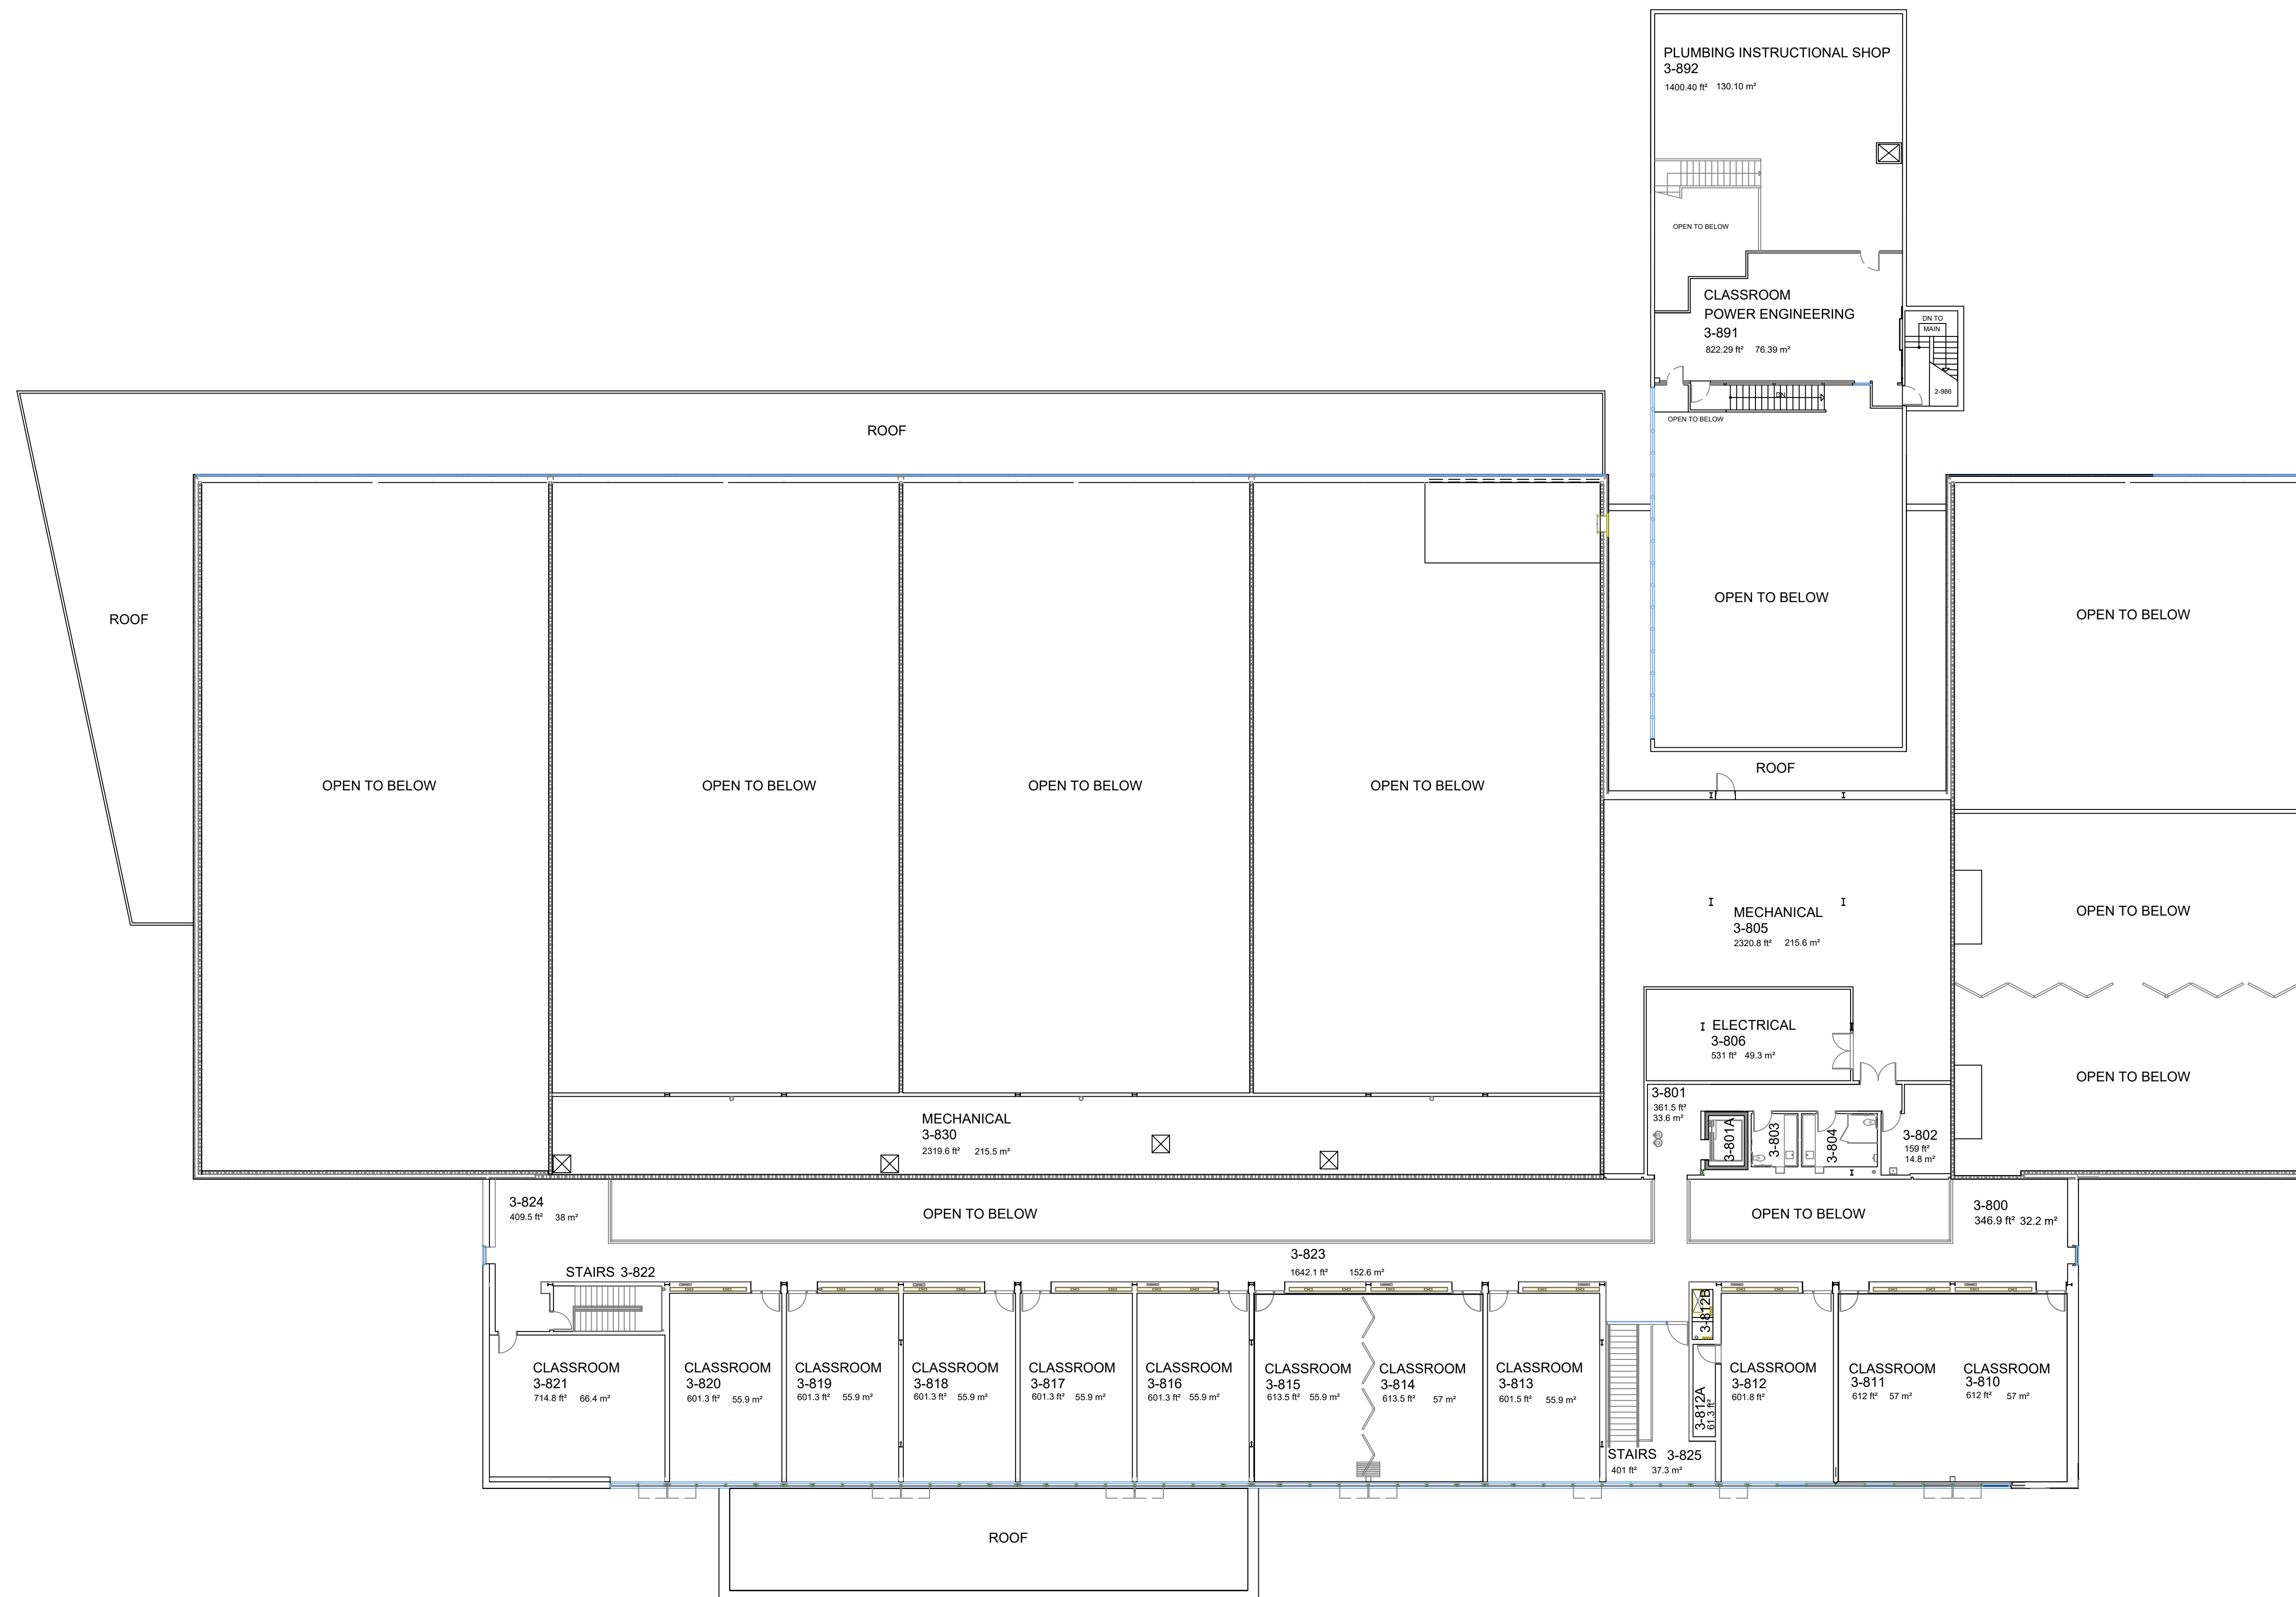 PLUMBING INSTRUCTIONAL SHOP
3-892
1400.40 ft² 130.10 m²
OPEN TO BELOW
CLASSROOM
POWER ENGINEERING
3-891
822.29 ft² 76.39 m²
DN TO
MAIN
2-986
DN
OPEN TO BELOW
ROOF
ROOF
OPEN TO BELOW
OPEN TO BELOW
OPEN TO BELOW
OPEN TO BELOW
OPEN TO BELOW
OPEN TO BELOW
ROOF
MECHANICAL
3-805
2320.8 ft² 215.6 m²
OPEN TO BELOW
ELECTRICAL
3-806
531 ft² 49.3 m²
OPEN TO BELOW
3-801
361.5 ft²
33.6 m²
3-801A
3-803
3-804
3-802
159 ft²
14.8 m²
MECHANICAL
3-830
2319.6 ft² 215.5 m²
3-824
409.5 ft² 38 m²
OPEN TO BELOW
OPEN TO BELOW
3-800
346.9 ft² 32.2 m²
3-823
1642.1 ft² 152.6 m²
STAIRS 3-822
CLASSROOM
3-821
714.8 ft² 66.4 m²
CLASSROOM
3-820
601.3 ft² 55.9 m²
CLASSROOM
3-819
601.3 ft² 55.9 m²
CLASSROOM
3-818
601.3 ft² 55.9 m²
CLASSROOM
3-817
601.3 ft² 55.9 m²
CLASSROOM
3-816
601.3 ft² 55.9 m²
CLASSROOM
3-815
613.5 ft² 55.9 m²
CLASSROOM
3-814
613.5 ft² 57 m²
CLASSROOM
3-813
601.5 ft² 55.9 m²
STAIRS 3-825
401 ft² 37.3 m²
3-812B
3-812A
61.3 ft²
CLASSROOM
3-812
601.8 ft²
CLASSROOM
3-811
612 ft² 57 m²
CLASSROOM
3-810
612 ft² 57 m²
ROOF